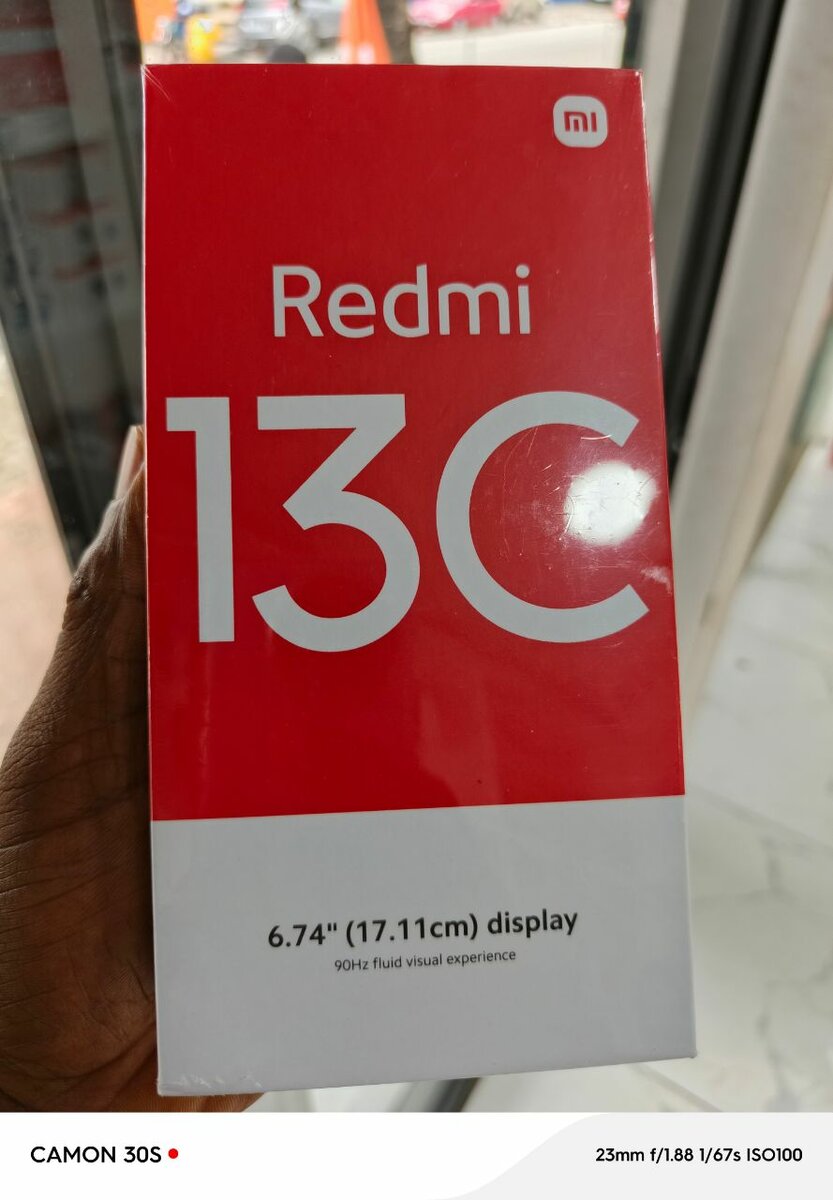 mi
Redmi
13C
6.74" (17.11cm) display
90Hz fluid visual experience
CAMON 30S
23mm f/1.88 1/67s ISO100